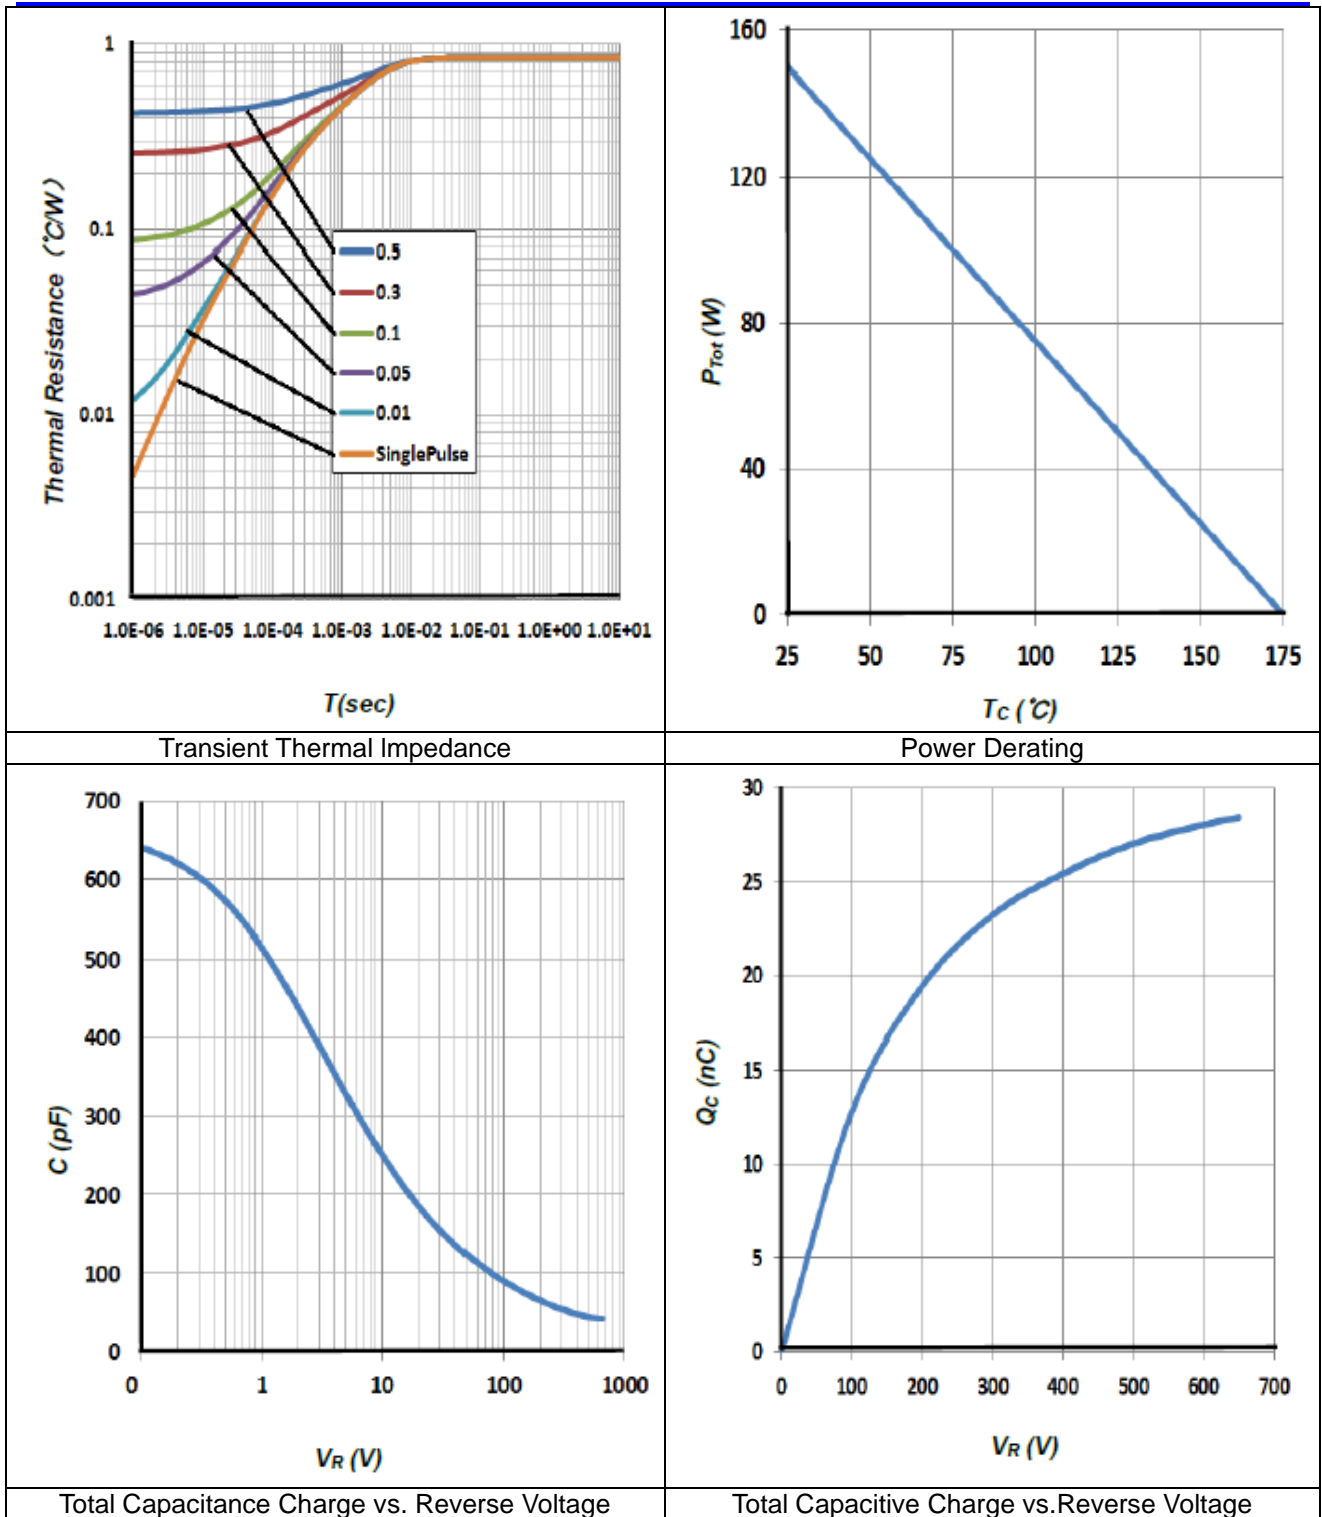 1
0.1
0.01
0.001
Thermal Resistance (℃/W)
0.5
0.3
0.1
0.05
0.01
SinglePulse
1.0E-06 1.0E-05 1.0E-04 1.0E-03 1.0E-02 1.0E-01 1.0E+00 1.0E+01
T(sec)
Transient Thermal Impedance
160
120
80
40
0
PTot (W)
25 50 75 100 125 150 175
TC (℃)
Power Derating
700
600
500
400
300
200
100
0
C (pF)
0 1 10 100 1000
VR (V)
Total Capacitance Charge vs. Reverse Voltage
30
25
20
15
10
5
0
QC (nC)
0 100 200 300 400 500 600 700
VR (V)
Total Capacitive Charge vs.Reverse Voltage